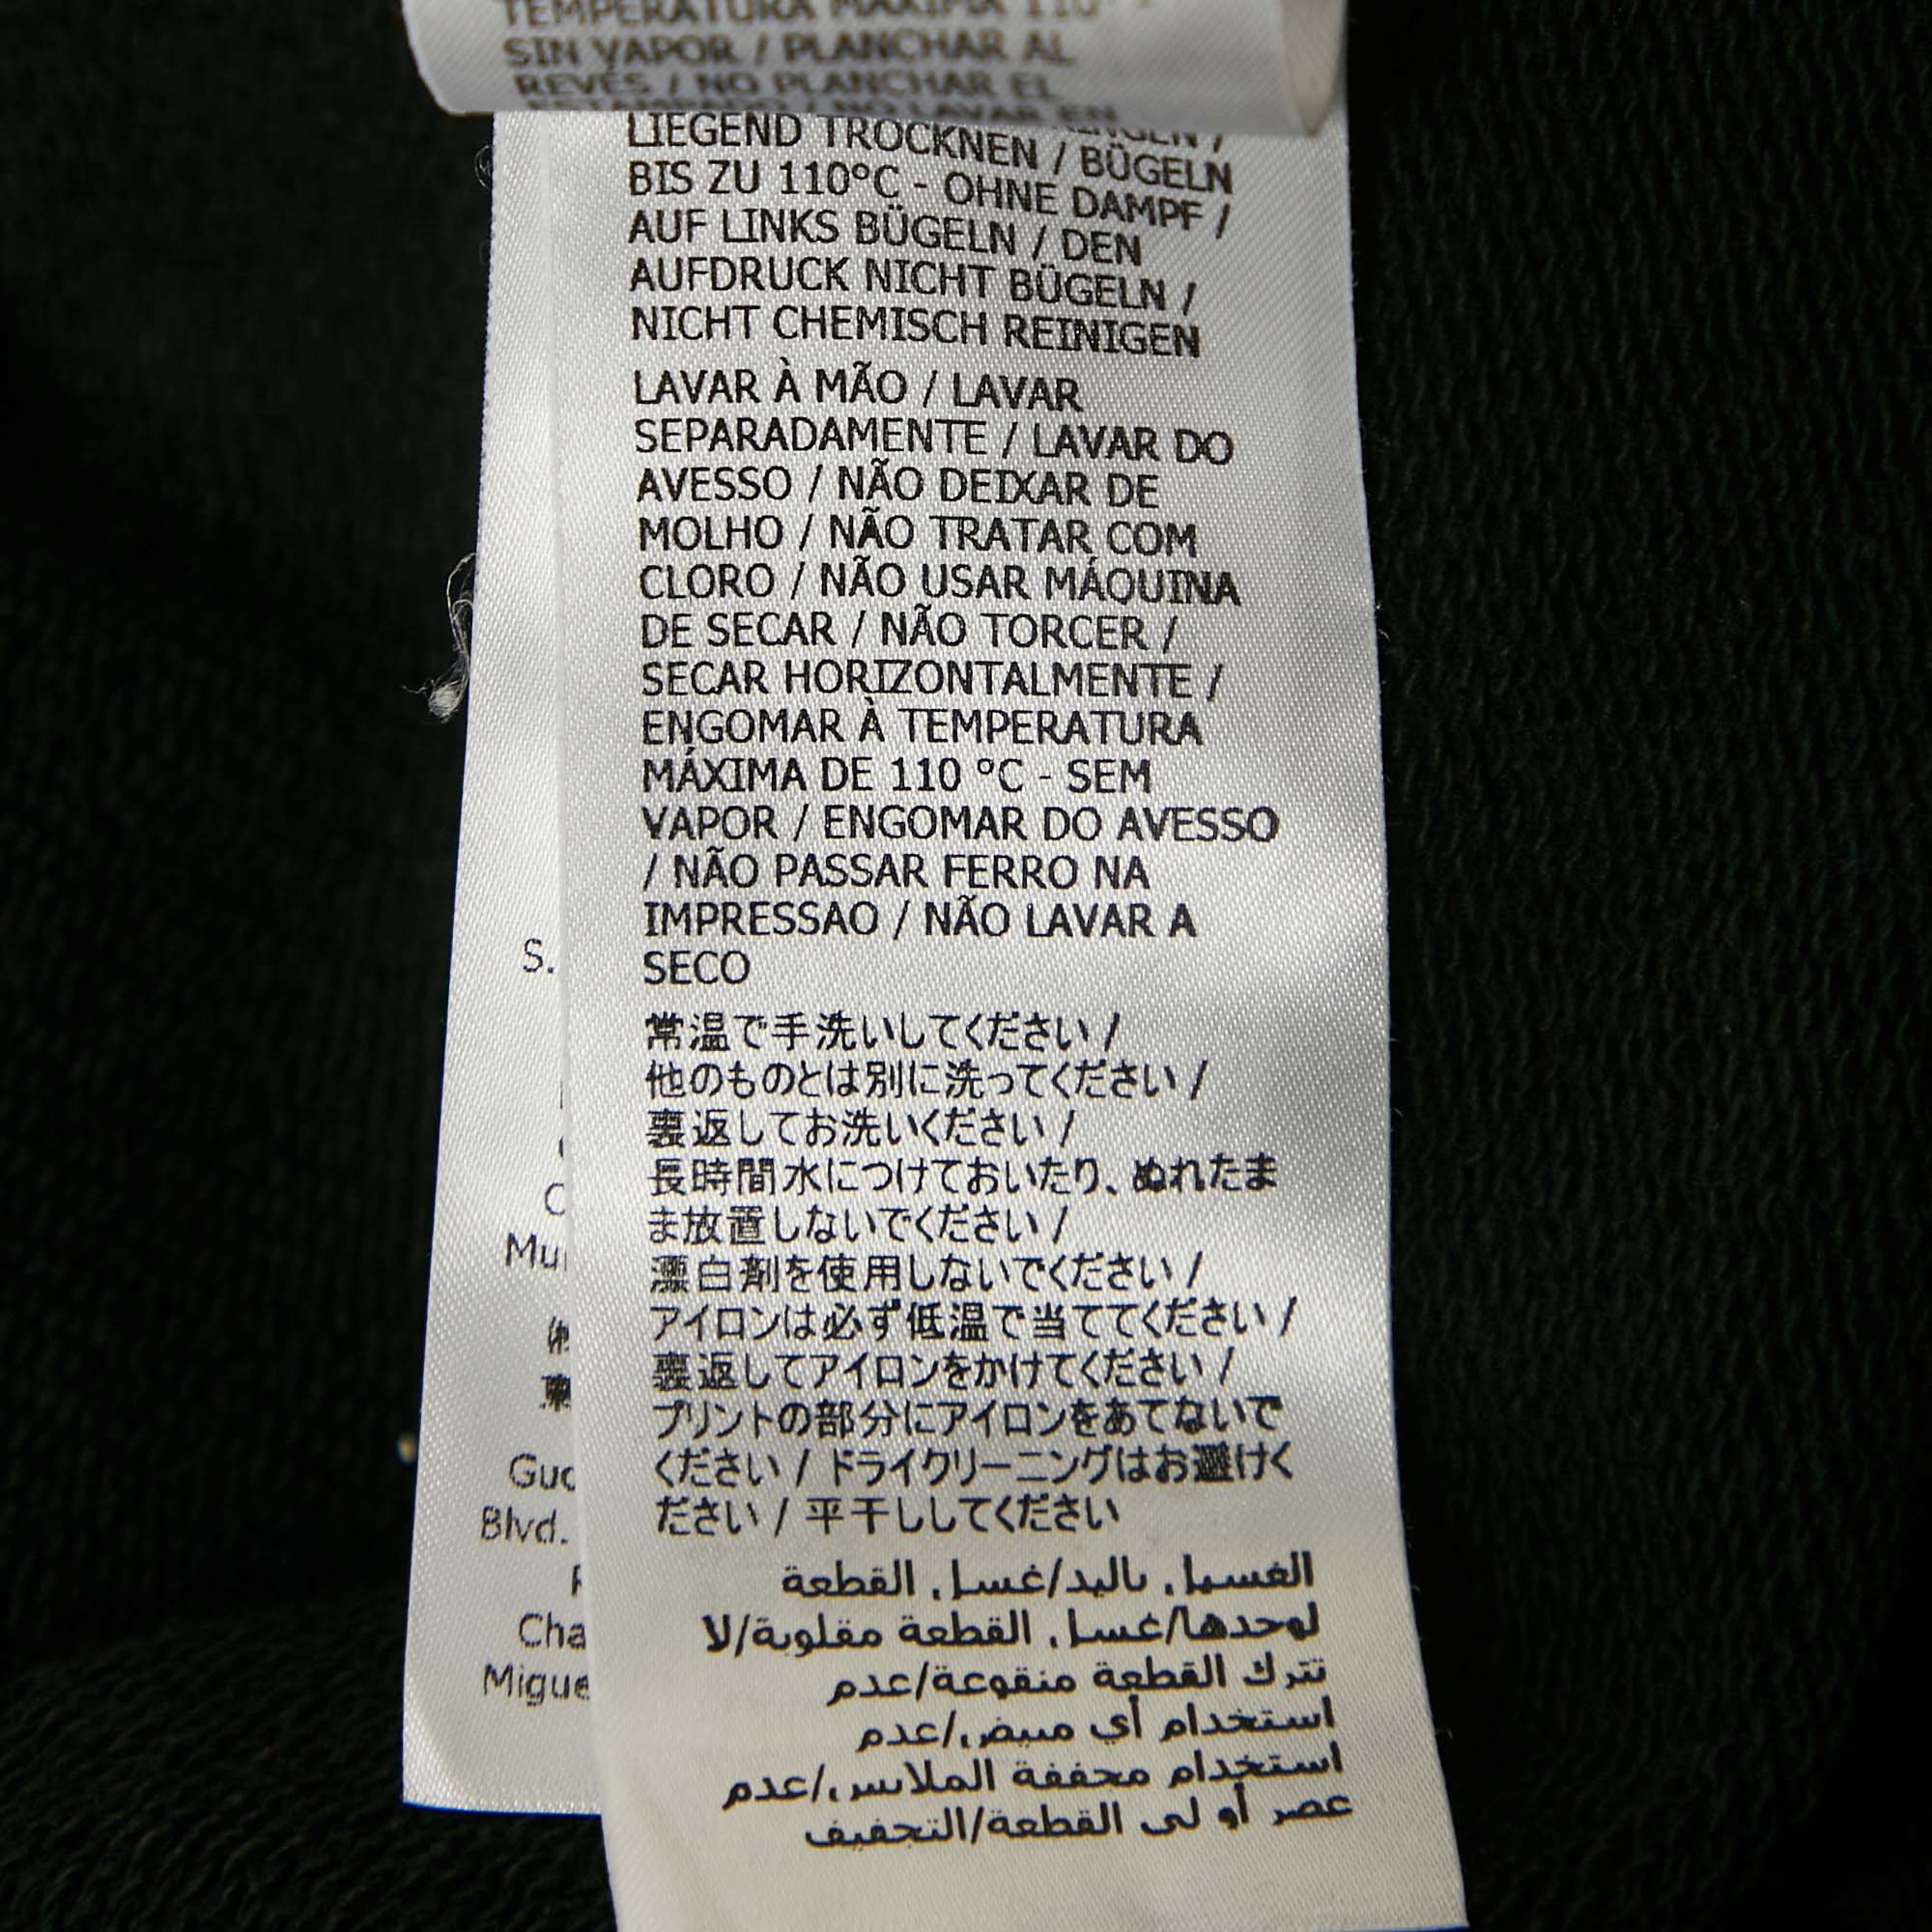 TEMPERATURA MÁXIMA 110°
SIN VAPOR / PLANCHAR AL
REVÉS / NO PLANCHAR EL
/ NO LAVAR EN
LIEGEND TROCKNEN / BÜGELN
BIS ZU 110°C - OHNE DAMPF /
AUF LINKS BÜGELN / DEN
AUFDRUCK NICHT BÜGELN /
NICHT CHEMISCH REINIGEN
LAVAR À MÃO / LAVAR
SEPARADAMENTE / LAVAR DO
AVESSO / NÃO DEIXAR DE
MOLHO / NÃO TRATAR COM
CLORO / NÃO USAR MÁQUINA
DE SECAR / NÃO TORCER /
SECAR HORIZONTALMENTE /
ENGOMAR À TEMPERATURA
MÁXIMA DE 110 °C - SEM
VAPOR / ENGOMAR DO AVESSO
/ NÃO PASSAR FERRO NA
IMPRESSAO / NÃO LAVAR A
SECO
常温で手洗いしてください /
他のものとは別に洗ってください /
裏返してお洗いください /
長時間水につけておいたり、ぬれたま
ま放置しないでください /
漂白剤を使用しないでください /
アイロンは必ず低温で当ててください /
裏返してアイロンをかけてください /
プリントの部分にアイロンをあてないで
ください / ドライクリーニングはお避けく
ださい / 平干ししてください
الغسيل باليد/غسل القطعة
لوحدها/غسل القطعة مقلوبة/لا
تترك القطعة منقوعة/عدم
استخدام أي مبيض/عدم
استخدام مجففة الملابس/عدم
عصر أو لي القطعة/التجفيف
S.
C
Mu
東
Guc
Blvd.
Cha
Migue